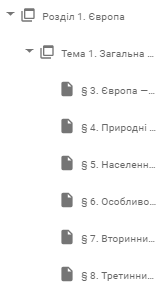 Розділ 1. Європа
Тема 1. Загальна ...
§ 3. Європа —...
§ 4. Природні ...
§ 5. Населенн...
§ 6. Особливо...
§ 7. Вторинни...
§ 8. Третинни...